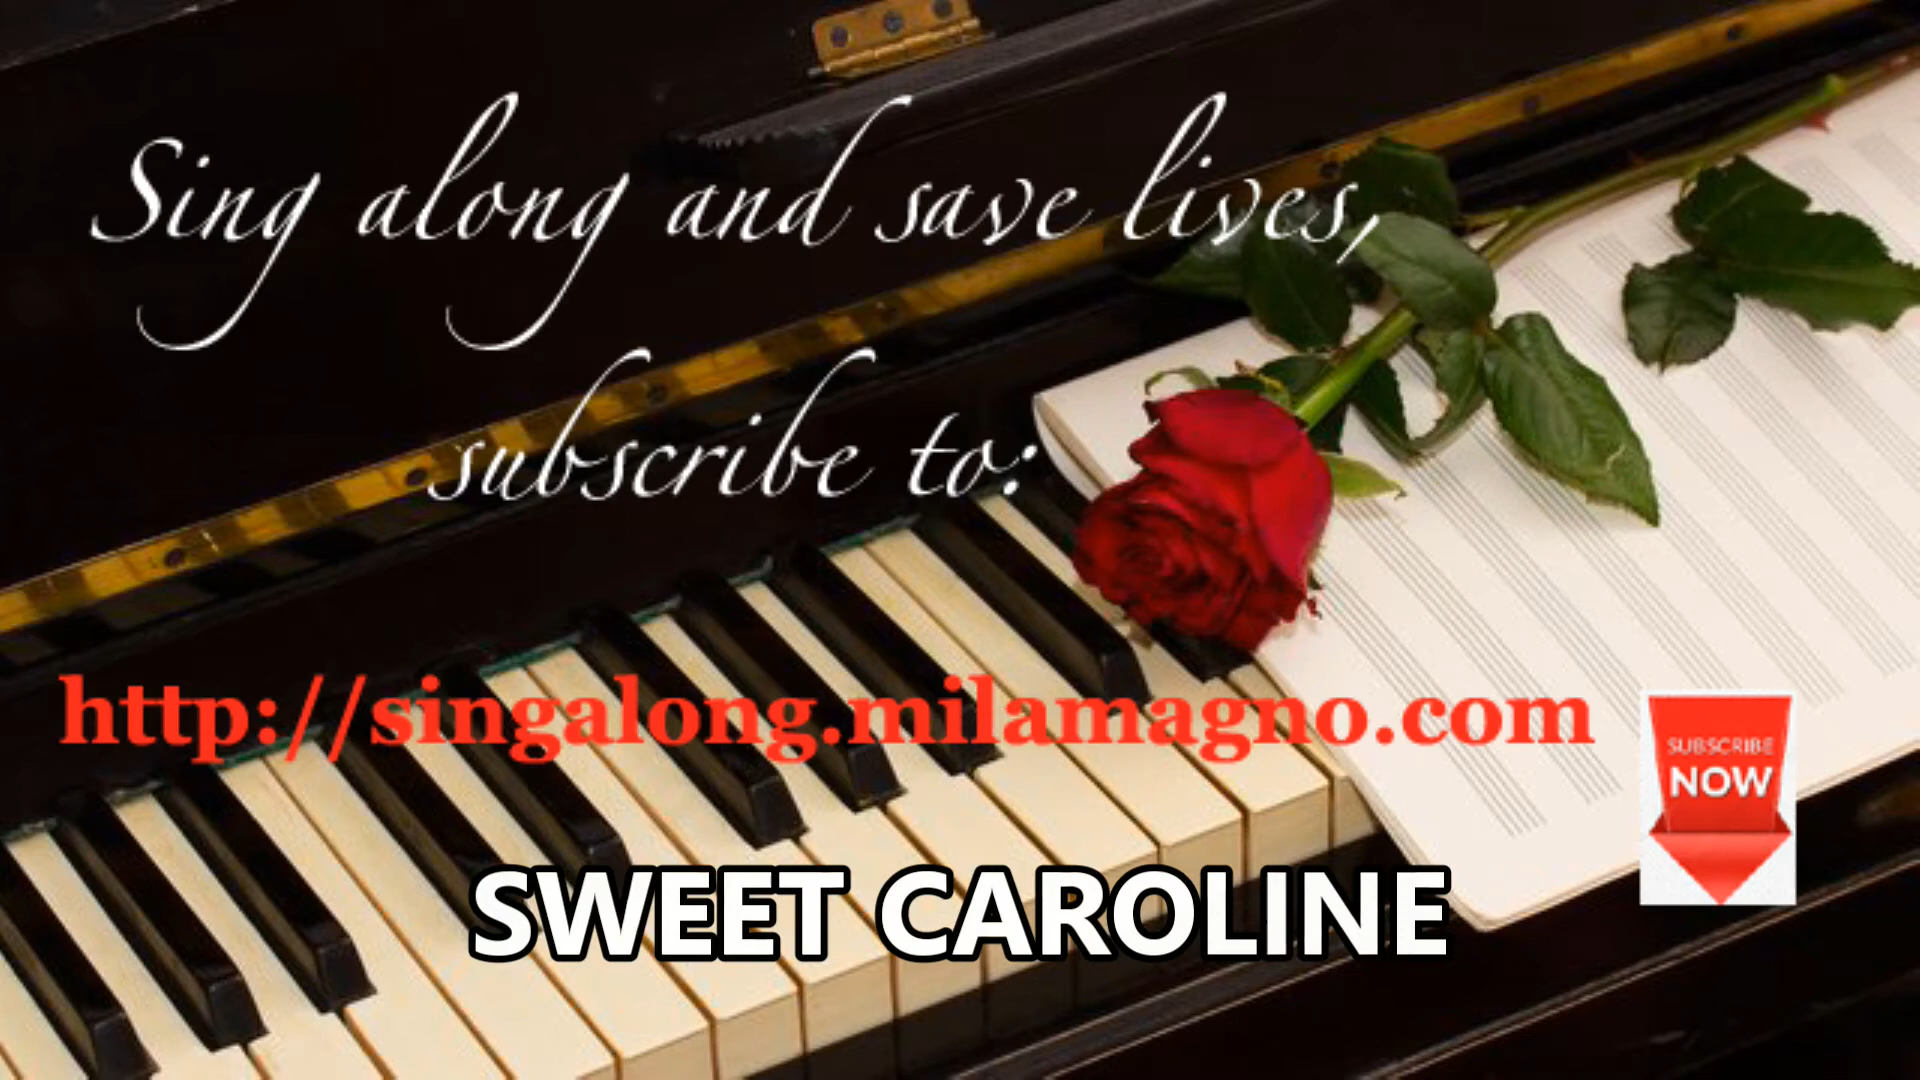 Sing along and save lives,
subscribe to:
http://singalong.milamagno.com
SUBSCRIBE
NOW
SWEET CAROLINE